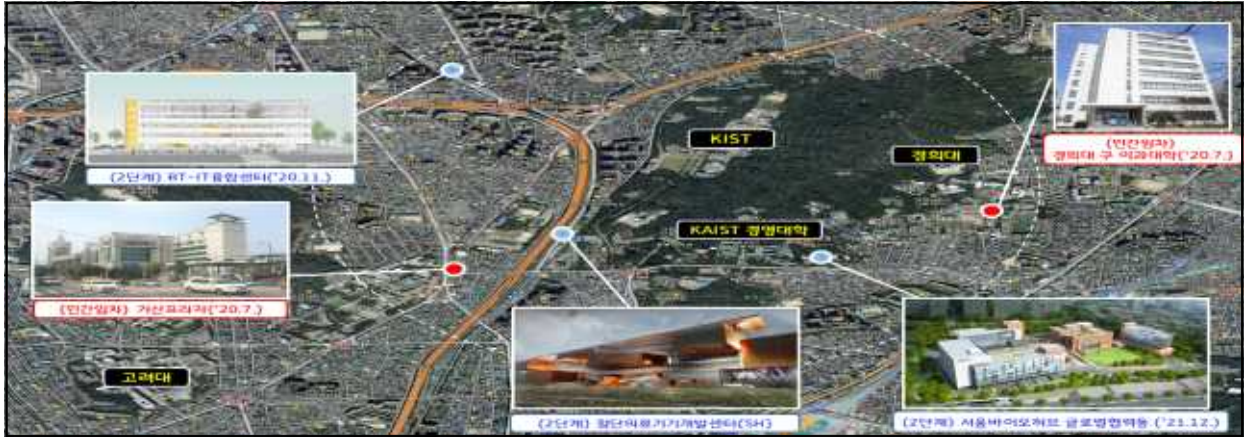 KIST
경희대
(민간임차)
경희대 구 이과대학('20.7.)
(2단계) BT-IT융합센터('20.11.)
KAIST 경영대학
(민간임차) 가산프라자('20.7.)
고려대
(2단계) 첨단의료기기개발센터(SH)
(2단계) 서울바이오허브 글로벌협력동 ('21.12.)